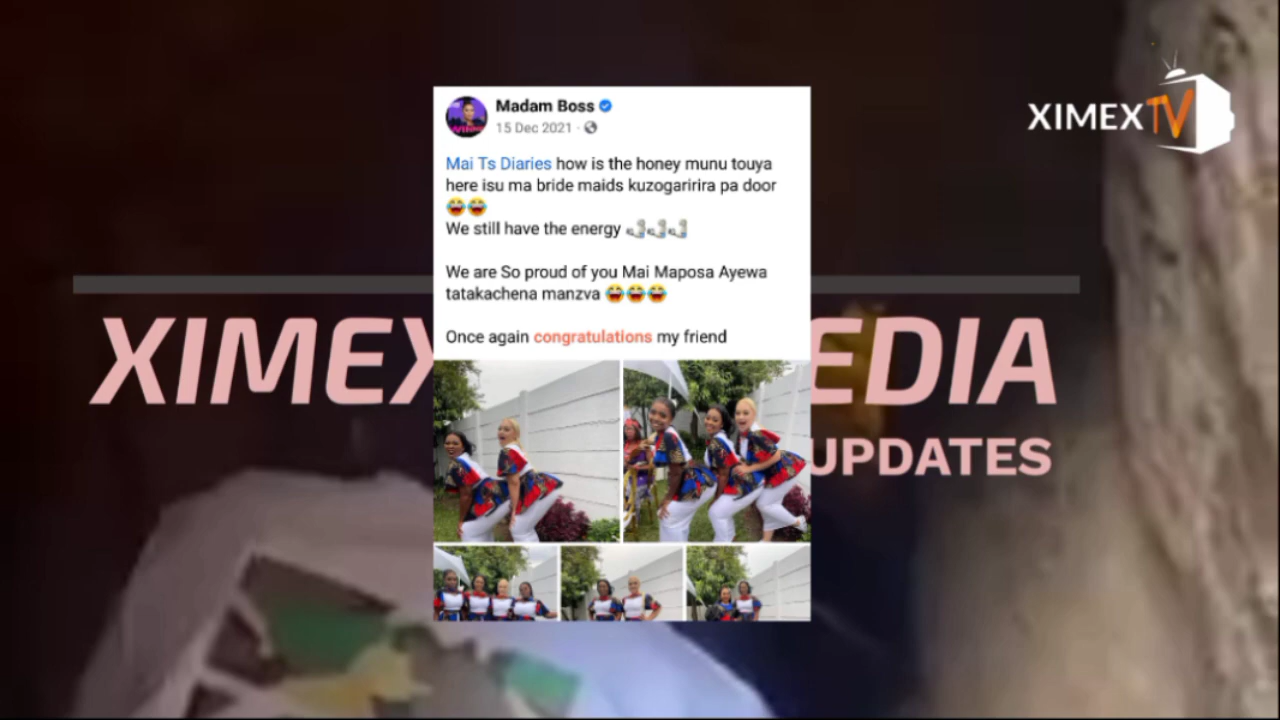 XIMEXTV
Madam Boss
15 Dec 2021
Mai Ts Diaries how is the honey munu touya
here isu ma bride maids kuzogaririra pa door
😂😂
We still have the energy
We are So proud of you Mai Maposa Ayewa
tatakachena manzva 😂😂😂
Once again congratulations my friend
XIMEX
EDIA
UPDATES